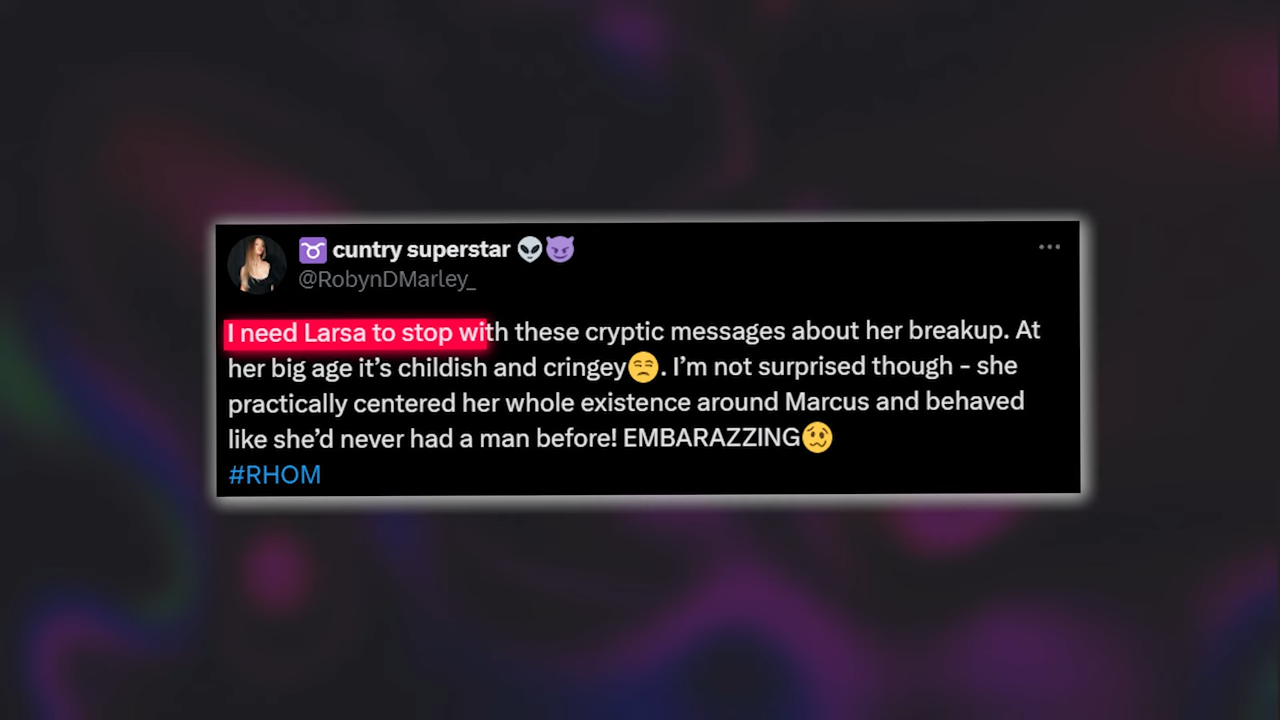 ♉ cuntry superstar 👽😈
@RobynDMarley_
I need Larsa to stop with these cryptic messages about her breakup. At
her big age it’s childish and cringey😒. I’m not surprised though - she
practically centered her whole existence around Marcus and behaved
like she’d never had a man before! EMBARAZZING🥴
#RHOM